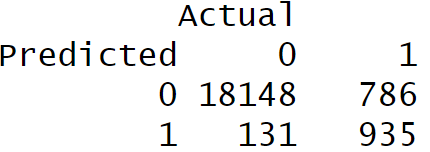 Actual
Predicted 0 1
0 18148 786
1 131 935